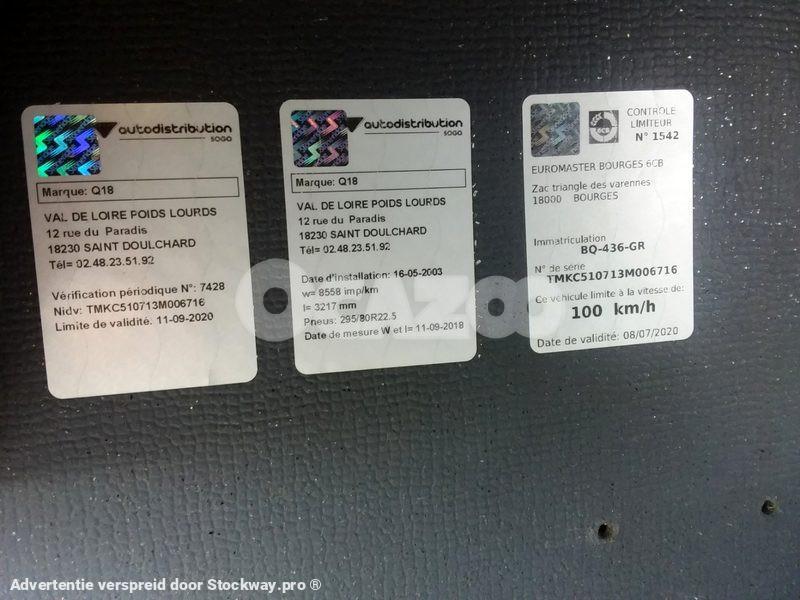 autodistribution
SOGO
Marque: Q18
VAL DE LOIRE POIDS LOURDS
12 rue du Paradis
18230 SAINT DOULCHARD
Tél= 02.48.23.51.92
Vérification périodique N°: 7428
Nidv: TMKC510713M006716
Limite de validité: 11-09-2020
autodistribution
SOGO
Marque: Q18
VAL DE LOIRE POIDS LOURDS
12 rue du Paradis
18230 SAINT DOULCHARD
Tél= 02.48.23.51.92
Date d'installation: 16-05-2003
w= 8558 imp/km
l= 3217 mm
Pneus: 295/80R22.5
Date de mesure W et l= 11-09-2018
6CB
CONTROLE
LIMITEUR
N° 1542
EUROMASTER BOURGES 6CB
Zac triangle des varennes
18000 BOURGES
Immatriculation
BQ-436-GR
N° de série
TMKC510713M006716
Ce véhicule limité à la vitesse de:
100 km/h
Date de validité: 08/07/2020
Advertentie verspreid door Stockway.pro ®